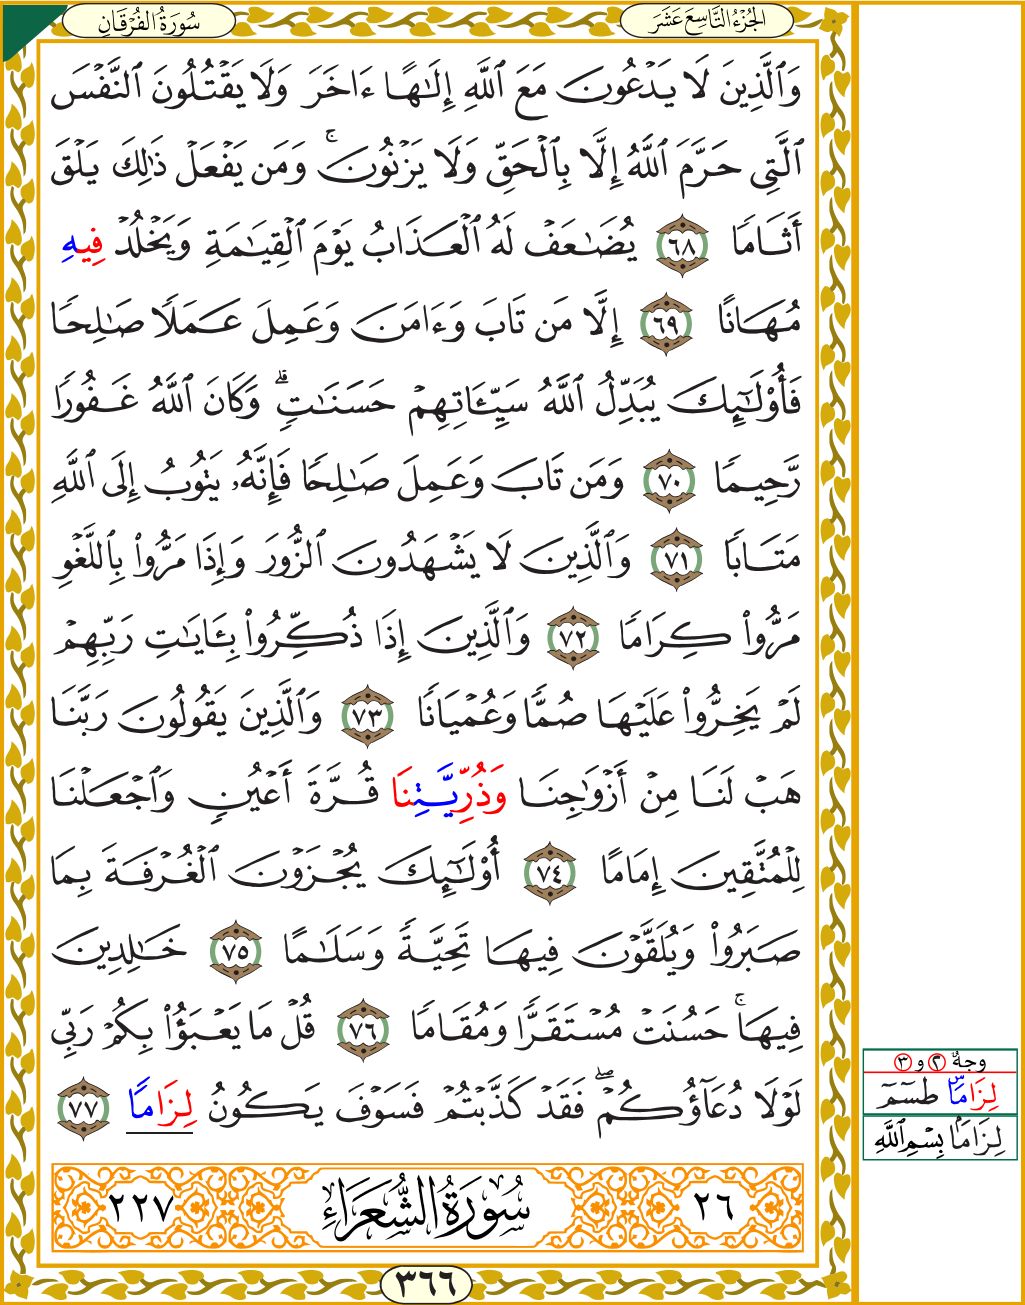 سُورَةُ الفُرْقَانِ
الجُزْءُ التَّاسِعَ عَشَرَ
وَٱلَّذِينَ لَا يَدْعُونَ مَعَ ٱللَّهِ إِلَٰهًا ءَاخَرَ وَلَا يَقْتُلُونَ ٱلنَّفْسَ
ٱلَّتِي حَرَّمَ ٱللَّهُ إِلَّا بِٱلْحَقِّ وَلَا يَزْنُونَۚ وَمَن يَفْعَلْ ذَٰلِكَ يَلْقَ
أَثَامًا ٦٨ يُضَٰعَفْ لَهُ ٱلْعَذَابُ يَوْمَ ٱلْقِيَٰمَةِ وَيَخْلُدْ فِيهِ
مُهَانًا ٦٩ إِلَّا مَن تَابَ وَءَامَنَ وَعَمِلَ عَمَلًا صَٰلِحًا
فَأُوْلَٰٓئِكَ يُبَدِّلُ ٱللَّهُ سَيِّـَٔاتِهِمْ حَسَنَٰتٍۗ وَكَانَ ٱللَّهُ غَفُورًا
رَّحِيمًا ٧٠ وَمَن تَابَ وَعَمِلَ صَٰلِحًا فَإِنَّهُۥ يَتُوبُ إِلَى ٱللَّهِ
مَتَابًا ٧١ وَٱلَّذِينَ لَا يَشْهَدُونَ ٱلزُّورَ وَإِذَا مَرُّواْ بِٱللَّغْوِ
مَرُّواْ كِرَامًا ٧٢ وَٱلَّذِينَ إِذَا ذُكِّرُواْ بِـَٔايَٰتِ رَبِّهِمْ
لَمْ يَخِرُّواْ عَلَيْهَا صُمًّا وَعُمْيَانًا ٧٣ وَٱلَّذِينَ يَقُولُونَ رَبَّنَا
هَبْ لَنَا مِنْ أَزْوَٰجِنَا وَذُرِّيَّتِنَا قُرَّةَ أَعْيُنٍ وَٱجْعَلْنَا
لِلْمُتَّقِينَ إِمَامًا ٧٤ أُوْلَٰٓئِكَ يُجْزَوْنَ ٱلْغُرْفَةَ بِمَا
صَبَرُواْ وَيُلَقَّوْنَ فِيهَا تَحِيَّةً وَسَلَٰمًا ٧٥ خَٰلِدِينَ
فِيهَاۚ حَسُنَتْ مُسْتَقَرًّا وَمُقَامًا ٧٦ قُلْ مَا يَعْبَؤُاْ بِكُمْ رَبِّي
لَوْلَا دُعَآؤُكُمْۖ فَقَدْ كَذَّبْتُمْ فَسَوْفَ يَكُونُ لِزَامًا ٧٧
وجهٌ ٢ و ٣
لِزَامًاۜ طسٓمٓ
لِزَامًا بِسْمِ ٱللَّهِ
٢٦ سُورَةُ الشُّعَرَاءِ ٢٢٧
٣٦٦